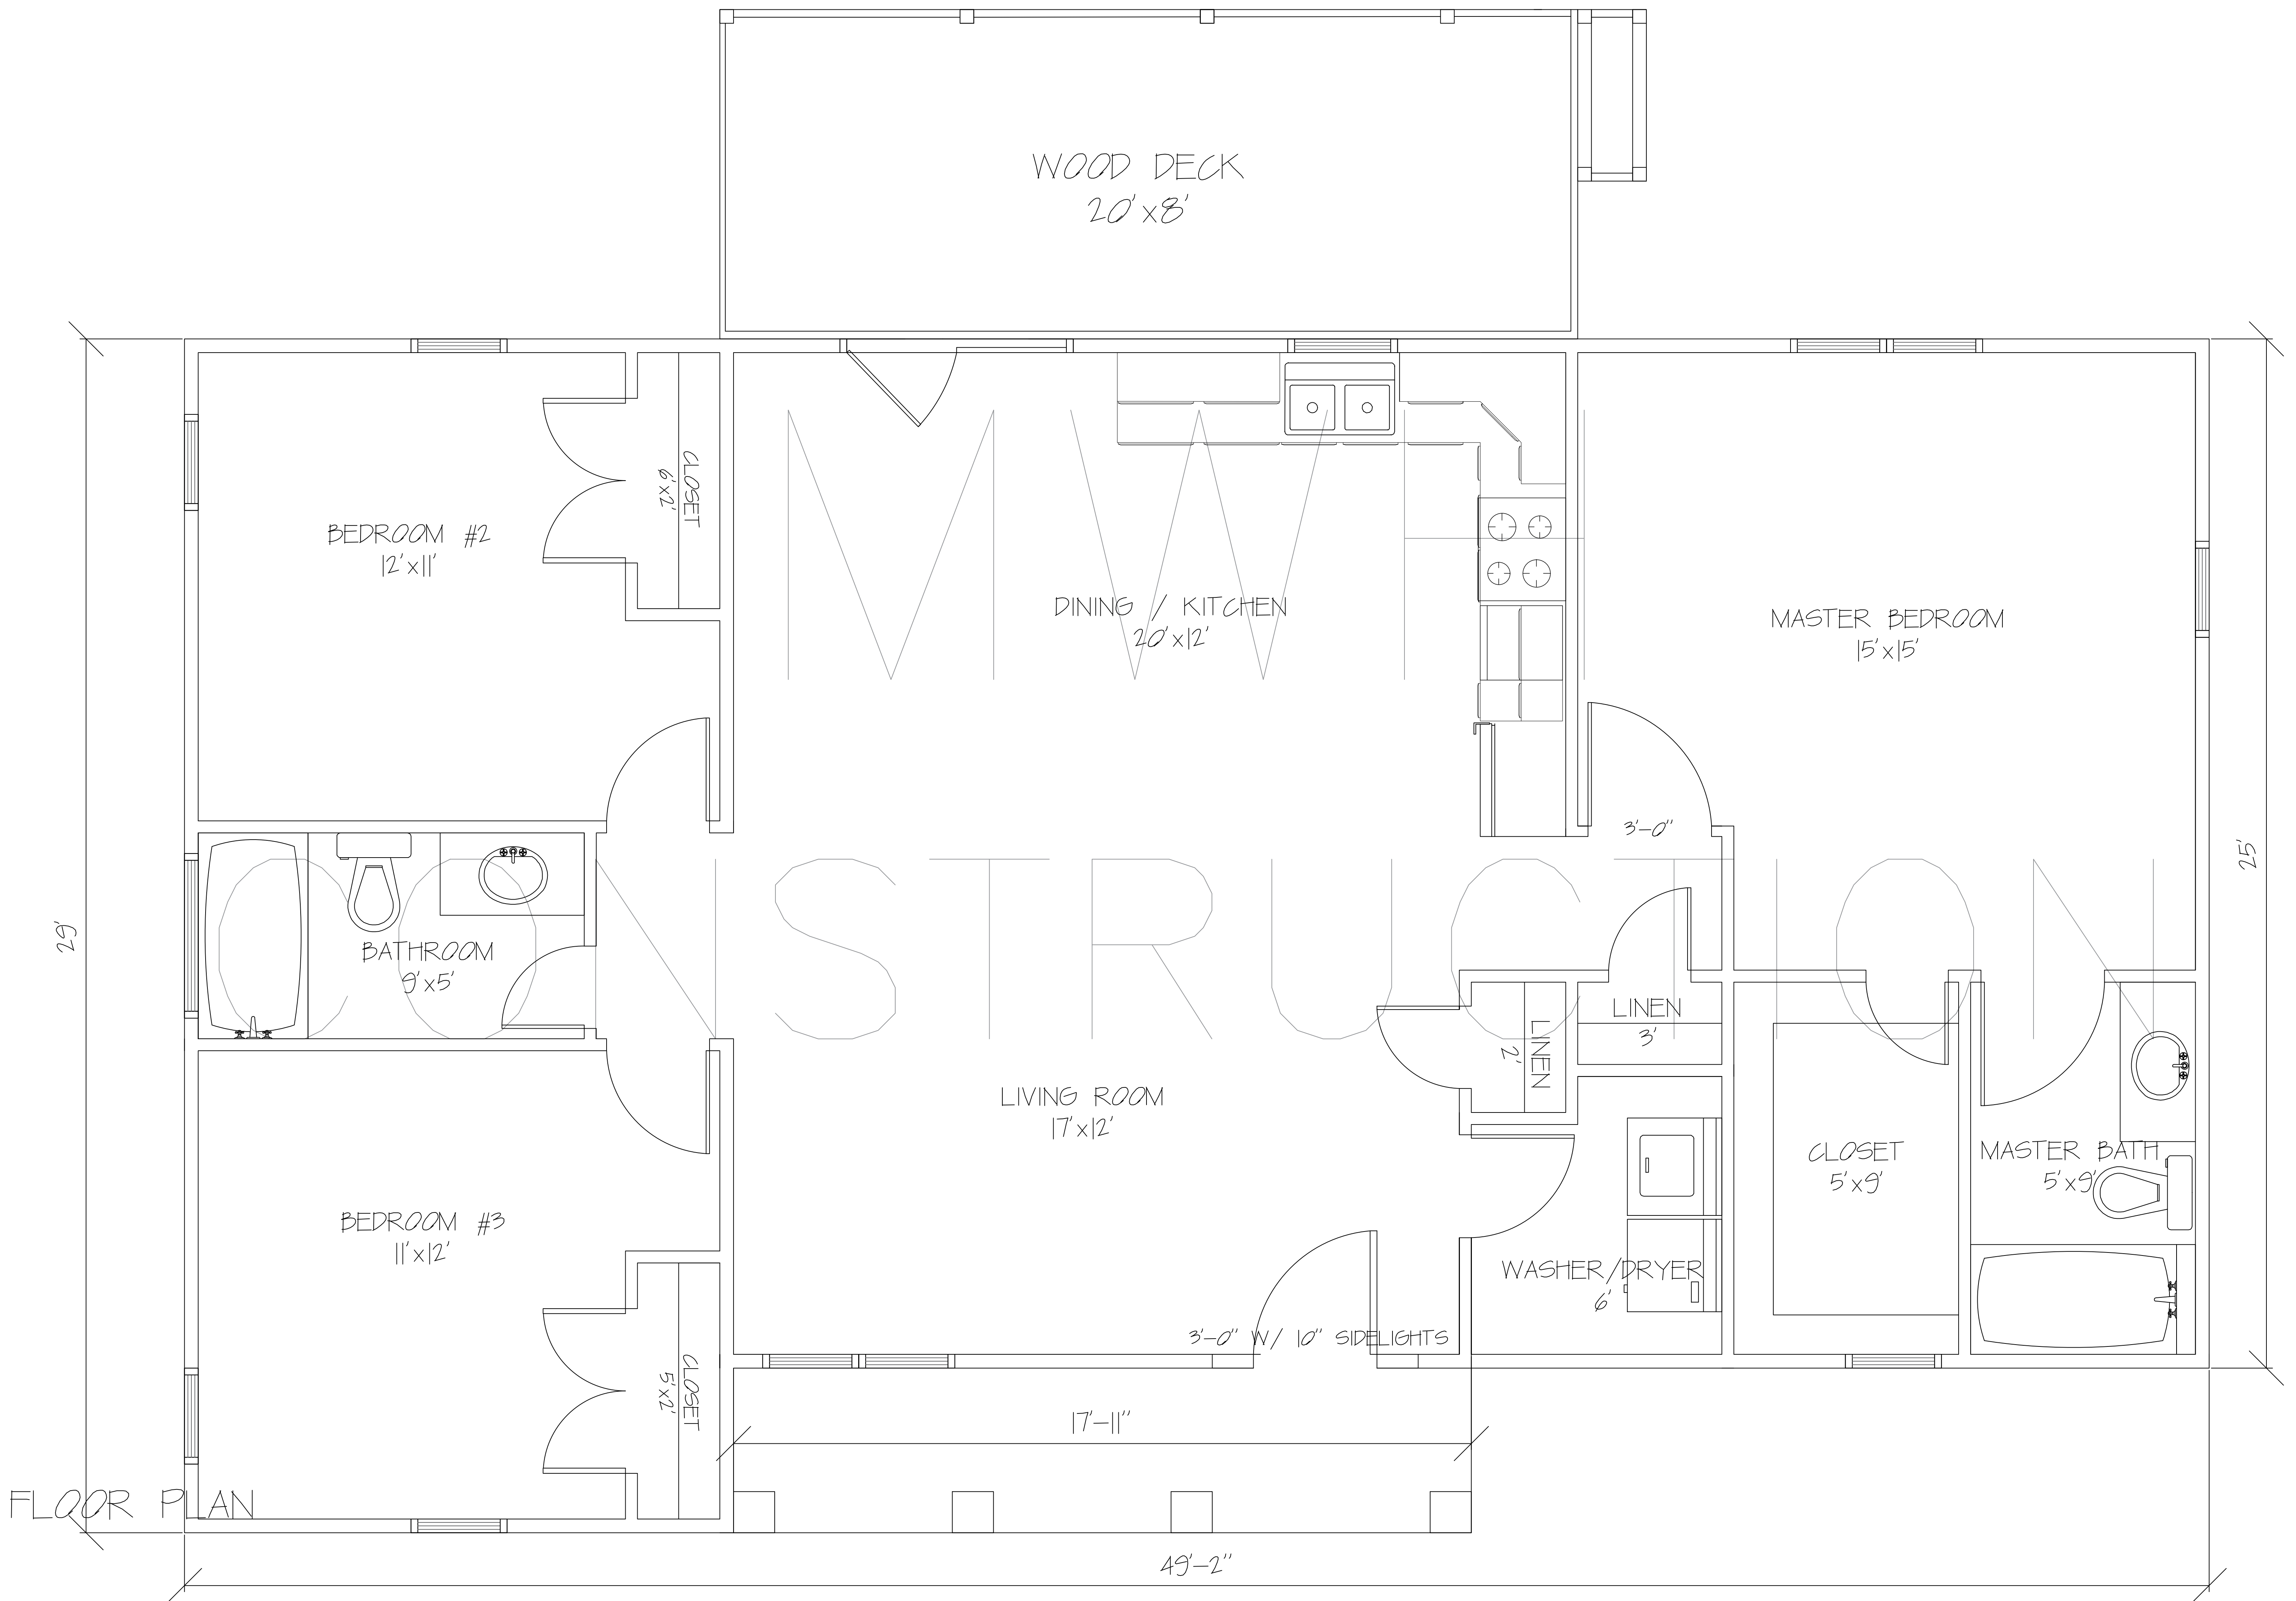 WOOD DECK
20'x8'
CLOSET
6'x2'
BEDROOM #2
12'x11'
DINING / KITCHEN
20'x12'
MASTER BEDROOM
15'x15'
MWH
3'-0"
25'
29'
CONSTRUCTION
BATHROOM
9'x5'
LINEN
3'
LINEN
2'
LIVING ROOM
17'x12'
CLOSET
5'x9'
MASTER BATH
5'x9'
BEDROOM #3
11'x12'
WASHER/DRYER
6'
3'-0" W/ 10" SIDELIGHTS
CLOSET
5'x2'
17'-11"
FLOOR PLAN
49'-2"